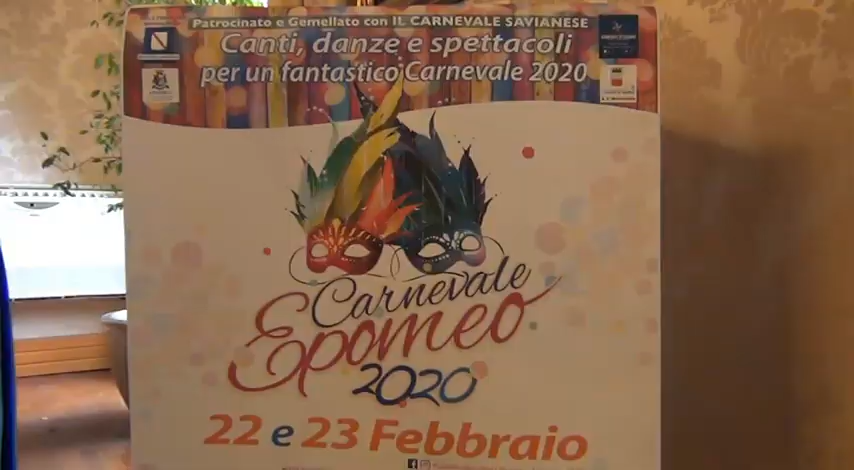 Patrocinato e Gemellato con IL CARNEVALE SAVIANESE
Canti, danze e spettacoli
per un fantastico Carnevale 2020
Carnevale
Epomeo
2020
22 e 23 Febbraio